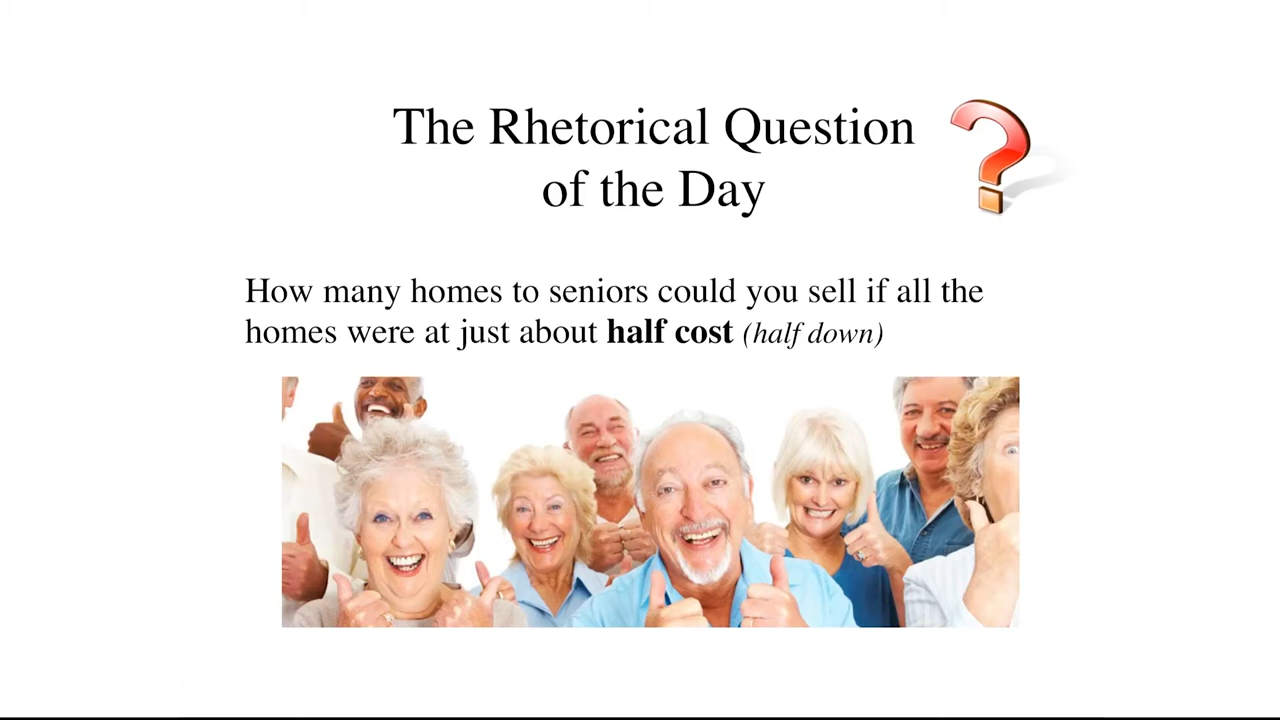 The Rhetorical Question
of the Day
How many homes to seniors could you sell if all the
homes were at just about half cost (half down)